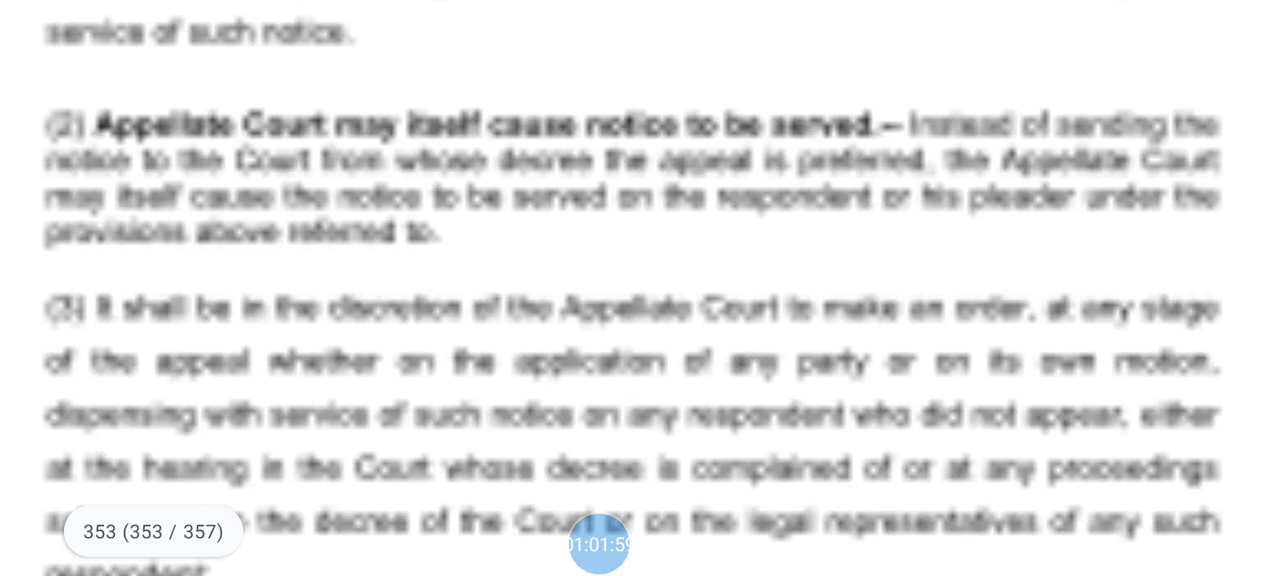 service of such notice.
(2) Appellate Court may itself cause notice to be served.– Instead of sending the
notice to the Court from whose decree the appeal is preferred, the Appellate Court
may itself cause the notice to be served on the respondent or his pleader under the
provisions above referred to.
(3) It shall be in the discretion of the Appellate Court to make an order, at any stage
of the appeal whether on the application of any party or on its own motion,
dispensing with service of such notice on any respondent who did not appear, either
at the hearing in the Court whose decree is complained of or at any proceedings
the decree of the Court or on the legal representatives of any such
respondent:
353 (353 / 357)
01:01:59